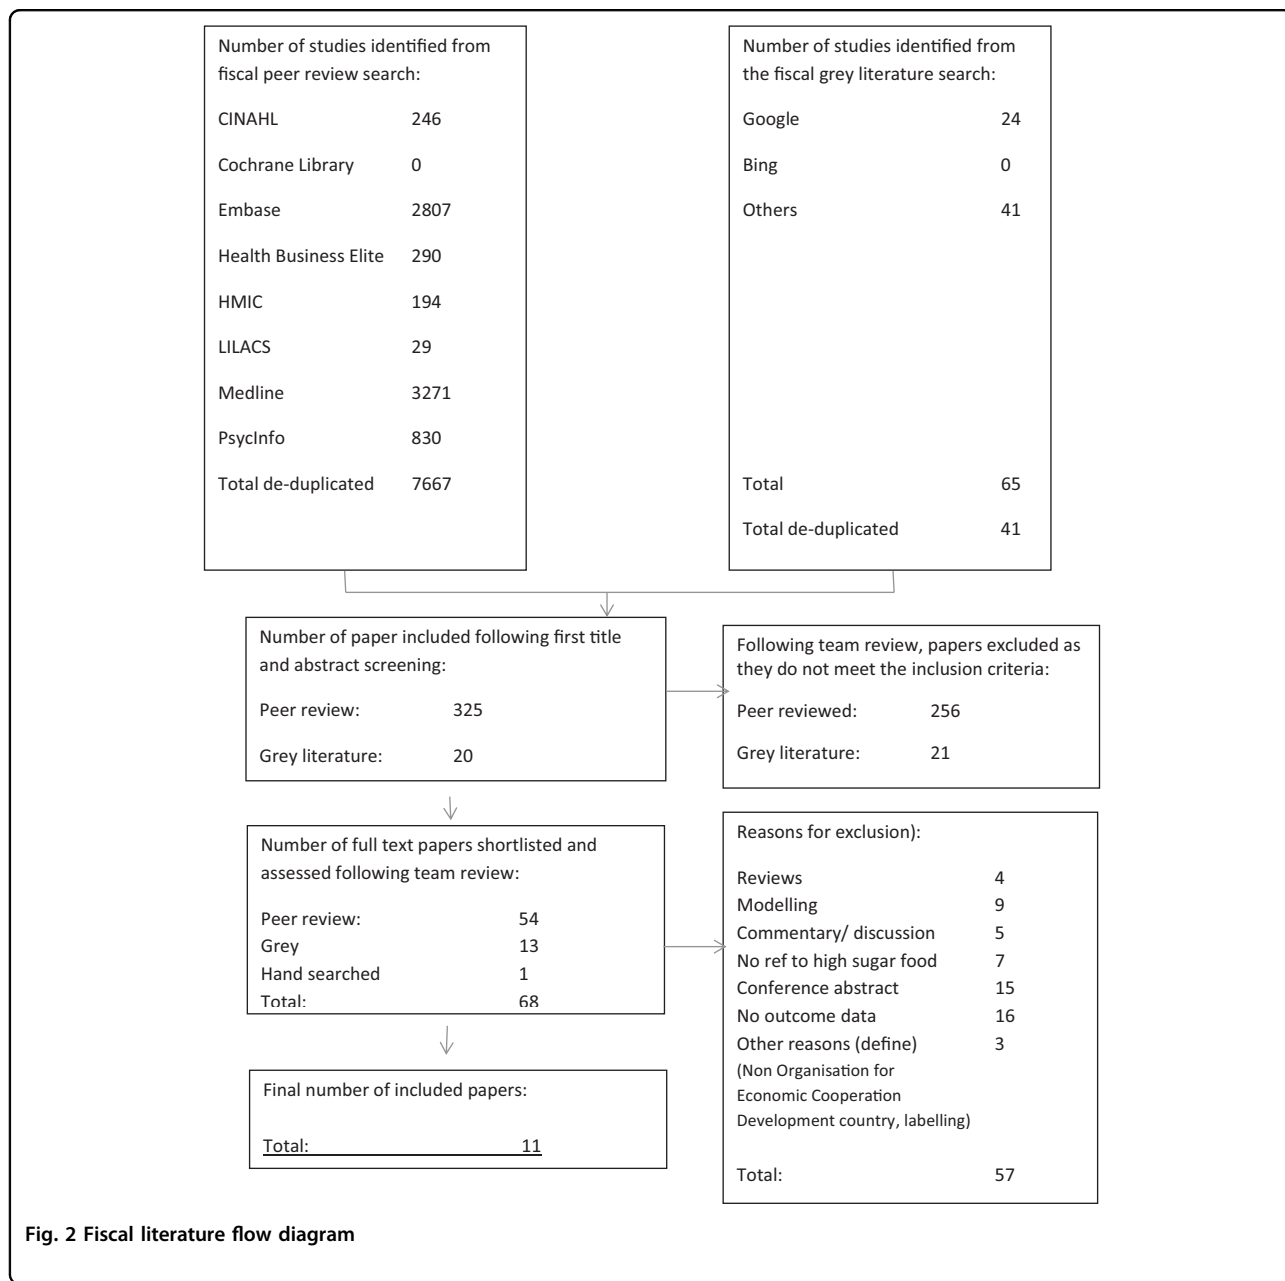 Number of studies identified from
fiscal peer review search:
CINAHL 246
Cochrane Library 0
Embase 2807
Health Business Elite 290
HMIC 194
LILACS 29
Medline 3271
PsycInfo 830
Total de-duplicated 7667
Number of studies identified from
the fiscal grey literature search:
Google 24
Bing 0
Others 41
Total 65
Total de-duplicated 41
Number of paper included following first title
and abstract screening:
Peer review: 325
Grey literature: 20
Following team review, papers excluded as
they do not meet the inclusion criteria:
Peer reviewed: 256
Grey literature: 21
Number of full text papers shortlisted and
assessed following team review:
Peer review: 54
Grey 13
Hand searched 1
Total: 68
Reasons for exclusion):
Reviews 4
Modelling 9
Commentary/ discussion 5
No ref to high sugar food 7
Conference abstract 15
No outcome data 16
Other reasons (define) 3
(Non Organisation for
Economic Cooperation
Development country, labelling)
Total: 57
Final number of included papers:
Total: 11
Fig. 2 Fiscal literature flow diagram